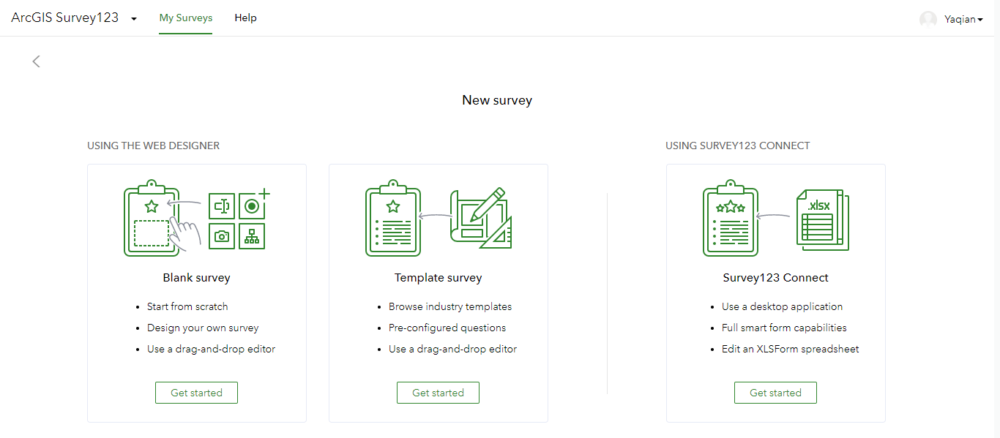 ArcGIS Survey123 My Surveys Help Yaqian
New survey
USING THE WEB DESIGNER
Blank survey
• Start from scratch
• Design your own survey
• Use a drag-and-drop editor
Get started
Template survey
• Browse industry templates
• Pre-configured questions
• Use a drag-and-drop editor
Get started
USING SURVEY123 CONNECT
.xlsx
Survey123 Connect
• Use a desktop application
• Full smart form capabilities
• Edit an XLSForm spreadsheet
Get started